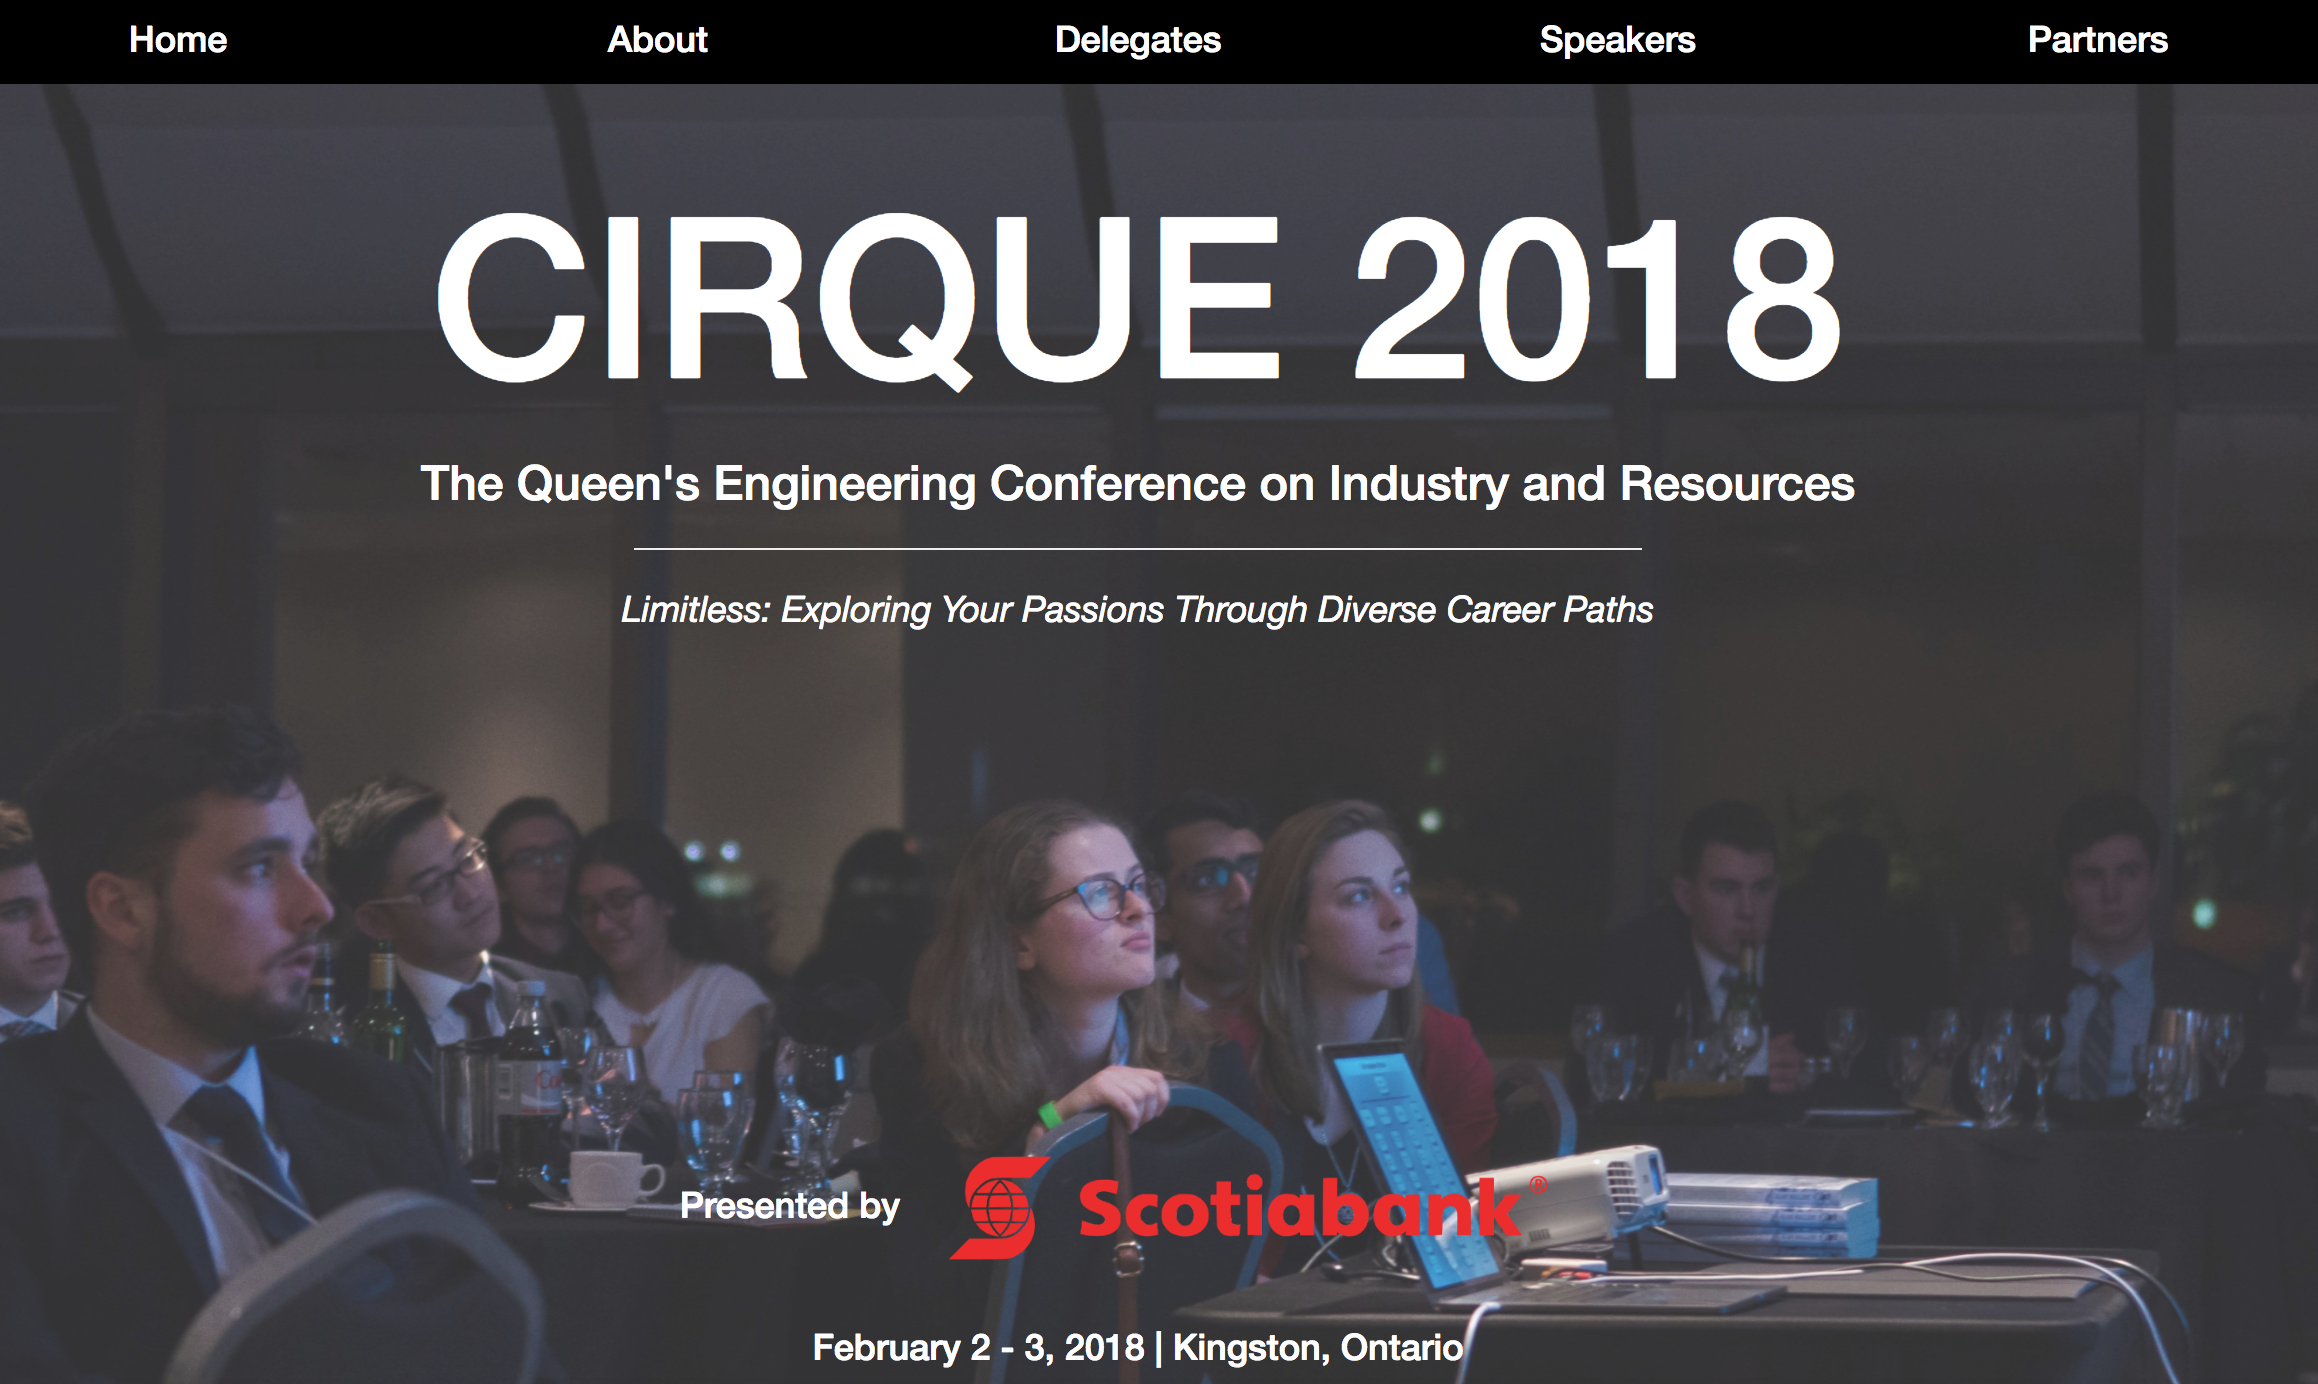 Home About Delegates Speakers Partners
CIRQUE 2018
The Queen's Engineering Conference on Industry and Resources
Limitless: Exploring Your Passions Through Diverse Career Paths
Presented by Scotiabank®
February 2 - 3, 2018 | Kingston, Ontario